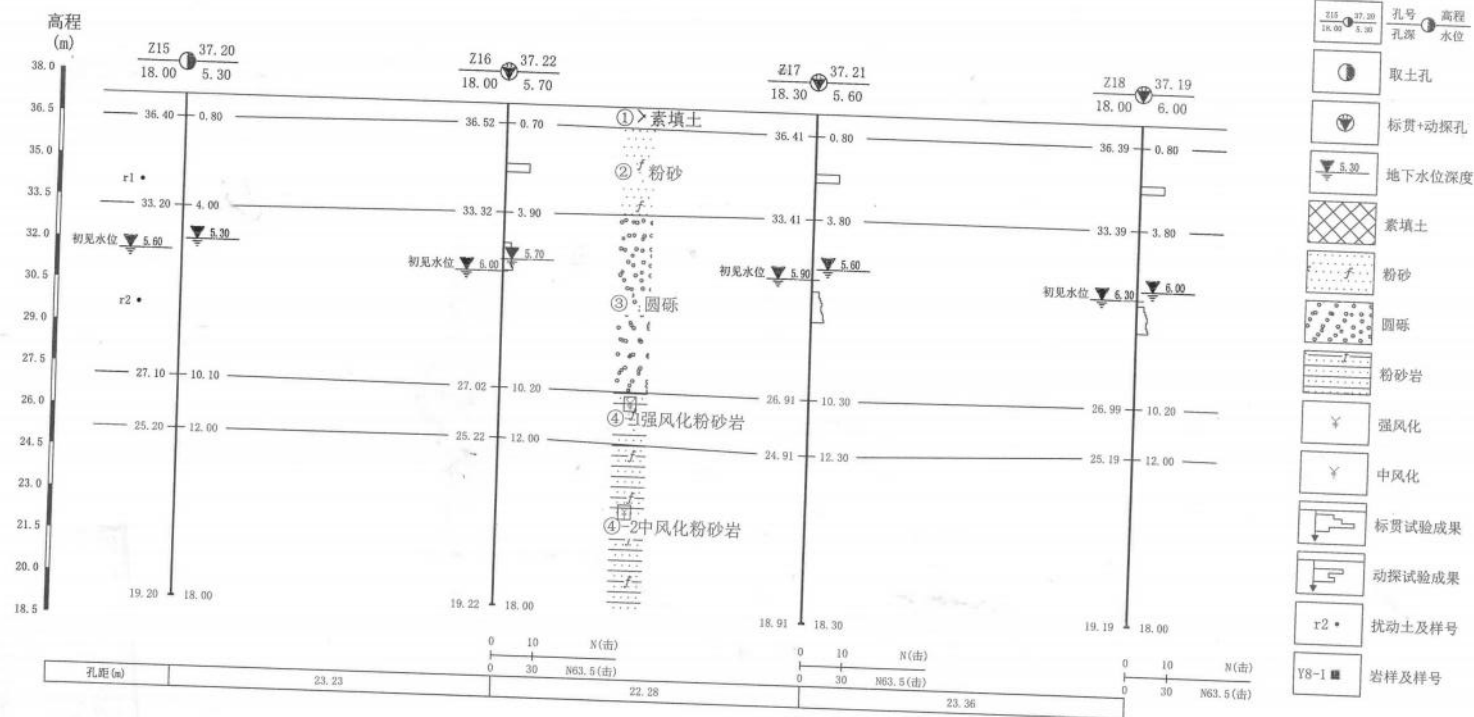 高程
(m)
38.0
36.5
35.0
33.5
32.0
30.5
29.0
27.5
26.0
24.5
23.0
21.5
20.0
18.5
Z15 37.20
18.00 5.30
36.40 0.80
r1
33.20 4.00
初见水位 5.60 5.30
r2
27.10 10.10
25.20 12.00
19.20 18.00
Z16 37.22
18.00 5.70
36.52 0.70
33.32 3.90
初见水位 5.00 5.70
27.02 10.20
25.22 12.00
19.22 18.00
0 10 N(击)
0 30 N63.5(击)
① 素填土
② f 粉砂
f
③ 圆砾
④-1强风化粉砂岩
f
f
④-2中风化粉砂岩
f
Z17 37.21
18.30 5.60
36.41 0.80
33.41 3.80
初见水位 5.90 5.60
26.91 10.30
24.91 12.30
18.91 18.30
0 10 N(击)
0 30 N63.5(击)
Z18 37.19
18.00 6.00
36.39 0.80
33.39 3.80
初见水位 6.30 6.00
26.99 10.20
25.19 12.00
19.19 18.00
0 10 N(击)
0 30 N63.5(击)
孔距(m) 23.23 22.28 23.36
Z15 37.20 孔号 高程
18.00 5.30 孔深 水位
取土孔
标贯+动探孔
5.30 地下水位深度
素填土
f 粉砂
圆砾
f 粉砂岩
强风化
中风化
标贯试验成果
动探试验成果
r2 • 扰动土及样号
Y8-1 岩样及样号